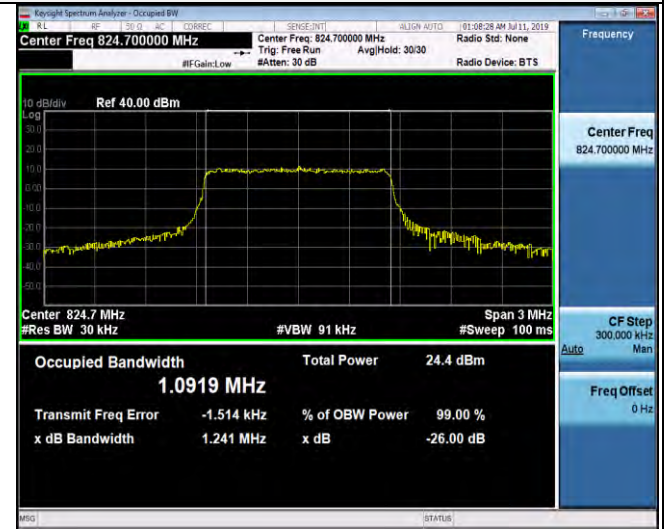 Keysight Spectrum Analyzer - Occupied BW
RL RF 50 Ω AC CORREC SENSE:INT ALIGN AUTO 01:08:28 AM Jul 11, 2019
Center Freq 824.700000 MHz
Center Freq: 824.700000 MHz Radio Std: None
Trig: Free Run Avg|Hold: 30/30
#IFGain:Low #Atten: 30 dB Radio Device: BTS
Frequency
10 dB/div Ref 40.00 dBm
Log
30.0
20.0
10.0
0.00
-10.0
-20.0
-30.0
-40.0
-50.0
Center Freq
824.700000 MHz
Center 824.7 MHz Span 3 MHz
#Res BW 30 kHz #VBW 91 kHz #Sweep 100 ms
CF Step
300.000 kHz
Auto Man
Occupied Bandwidth Total Power 24.4 dBm
1.0919 MHz
Transmit Freq Error -1.514 kHz % of OBW Power 99.00 %
x dB Bandwidth 1.241 MHz x dB -26.00 dB
Freq Offset
0 Hz
MSG STATUS